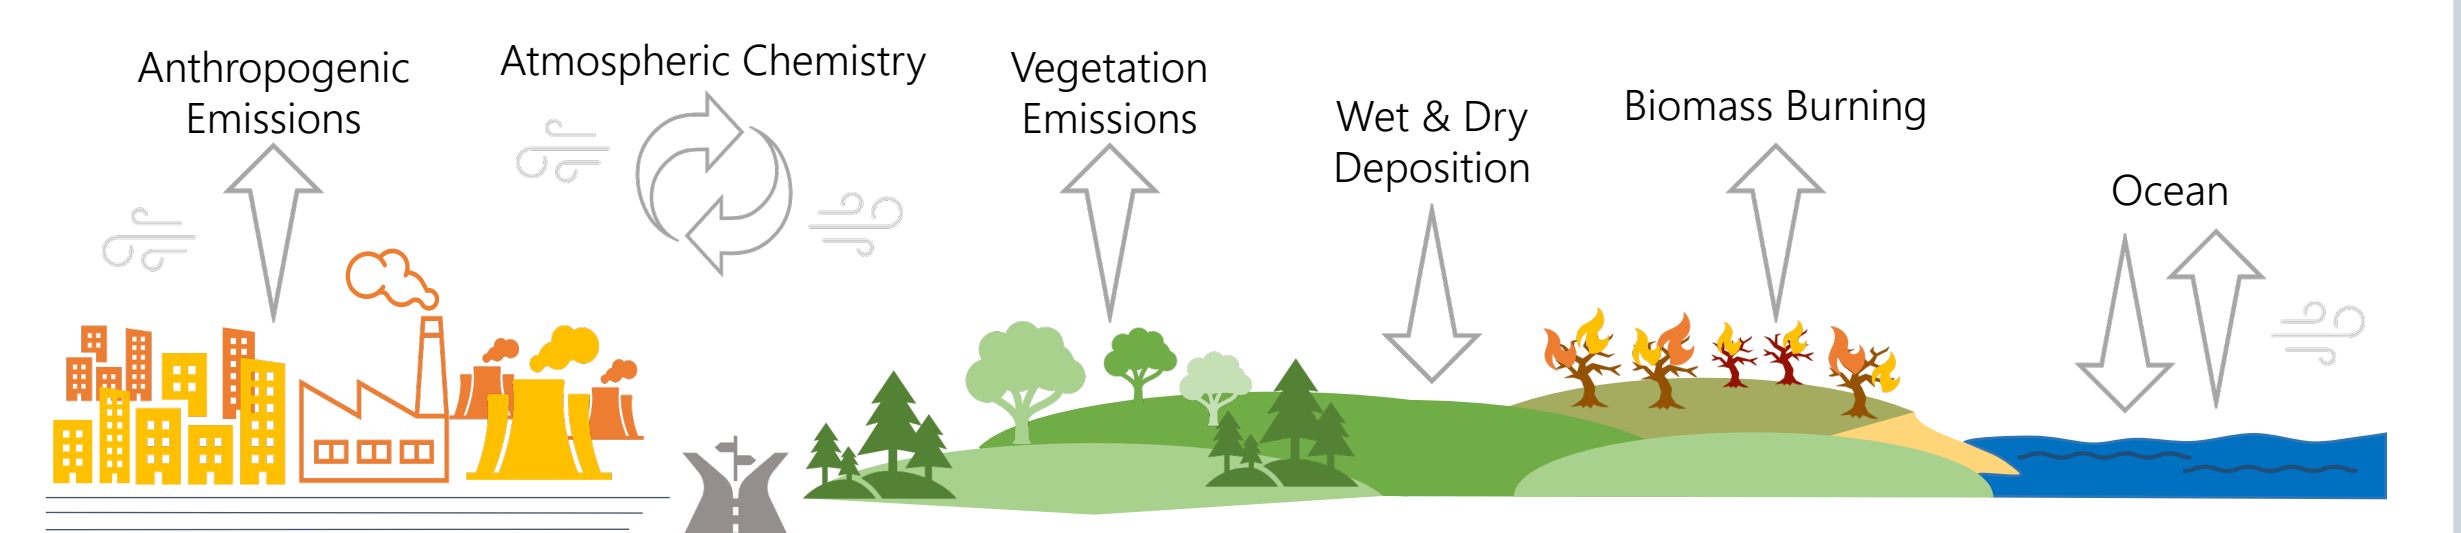 Anthropogenic
Emissions
Atmospheric Chemistry
Vegetation
Emissions
Wet & Dry
Deposition
Biomass Burning
Ocean